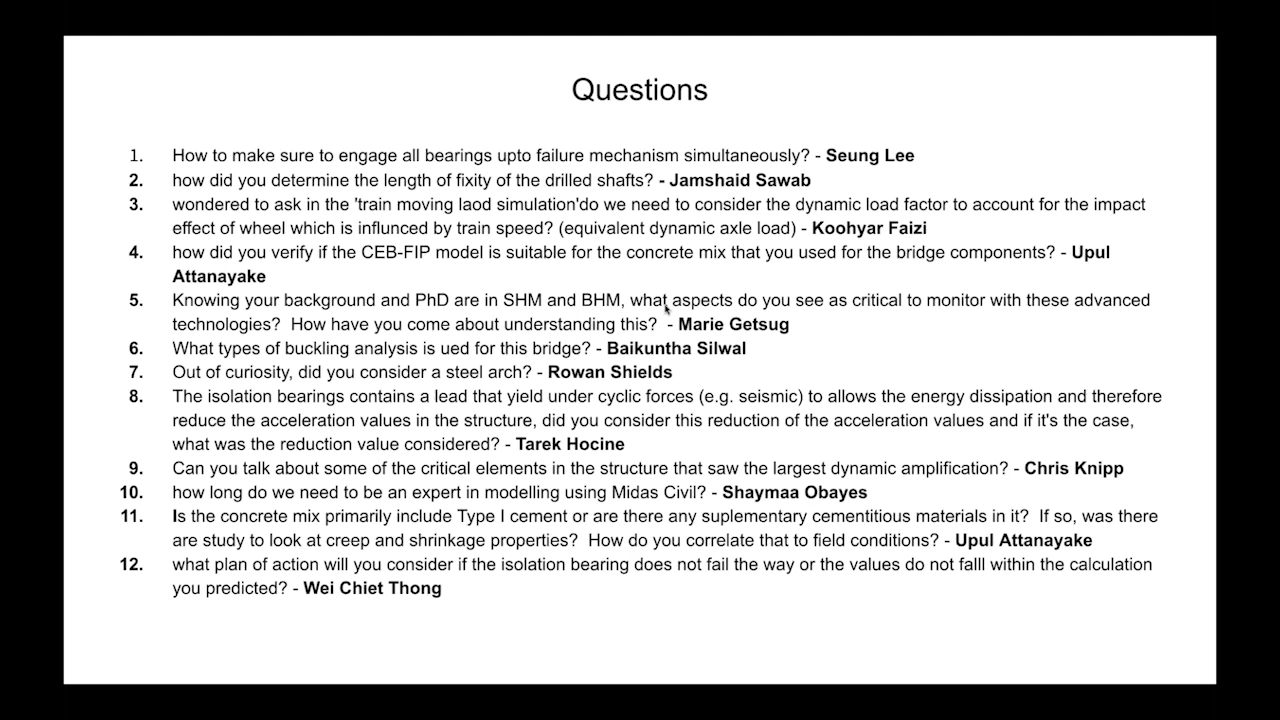 Questions
1. How to make sure to engage all bearings upto failure mechanism simultaneously? - Seung Lee
2. how did you determine the length of fixity of the drilled shafts? - Jamshaid Sawab
3. wondered to ask in the 'train moving laod simulation'do we need to consider the dynamic load factor to account for the impact
effect of wheel which is influnced by train speed? (equivalent dynamic axle load) - Koohyar Faizi
4. how did you verify if the CEB-FIP model is suitable for the concrete mix that you used for the bridge components? - Upul
Attanayake
5. Knowing your background and PhD are in SHM and BHM, what aspects do you see as critical to monitor with these advanced
technologies? How have you come about understanding this? - Marie Getsug
6. What types of buckling analysis is ued for this bridge? - Baikuntha Silwal
7. Out of curiosity, did you consider a steel arch? - Rowan Shields
8. The isolation bearings contains a lead that yield under cyclic forces (e.g. seismic) to allows the energy dissipation and therefore
reduce the acceleration values in the structure, did you consider this reduction of the acceleration values and if it's the case,
what was the reduction value considered? - Tarek Hocine
9. Can you talk about some of the critical elements in the structure that saw the largest dynamic amplification? - Chris Knipp
10. how long do we need to be an expert in modelling using Midas Civil? - Shaymaa Obayes
11. Is the concrete mix primarily include Type I cement or are there any suplementary cementitious materials in it? If so, was there
are study to look at creep and shrinkage properties? How do you correlate that to field conditions? - Upul Attanayake
12. what plan of action will you consider if the isolation bearing does not fail the way or the values do not falll within the calculation
you predicted? - Wei Chiet Thong